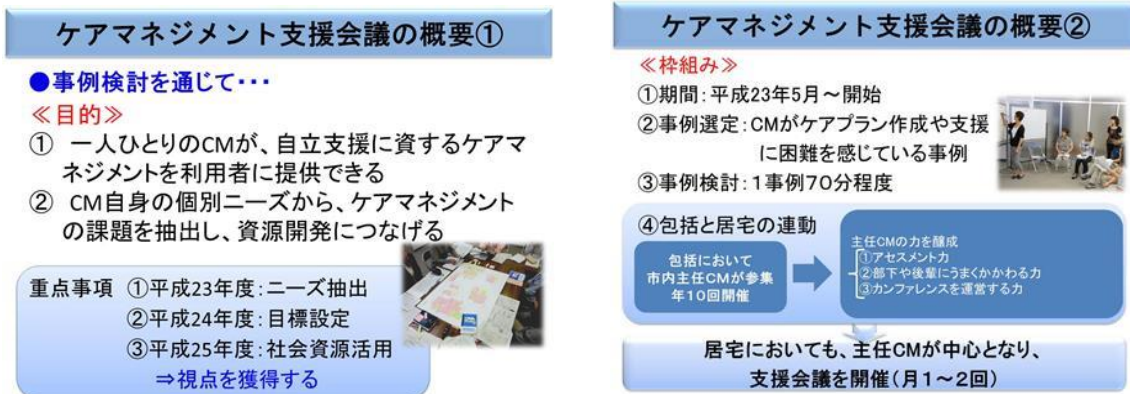 ケアマネジメント支援会議の概要①
●事例検討を通じて・・・
≪目的≫
① 一人ひとりのCMが、自立支援に資するケアマ
ネジメントを利用者に提供できる
② CM自身の個別ニーズから、ケアマネジメント
の課題を抽出し、資源開発につなげる
重点事項 ①平成23年度:ニーズ抽出
②平成24年度:目標設定
③平成25年度:社会資源活用
⇒視点を獲得する
ケアマネジメント支援会議の概要②
≪枠組み≫
①期間:平成23年5月~開始
②事例選定:CMがケアプラン作成や支援
に困難を感じている事例
③事例検討:1事例70分程度
④包括と居宅の連動
包括において
市内主任CMが参集
年10回開催
主任CMの力を醸成
①アセスメント力
②部下や後輩にうまくかかわる力
③カンファレンスを運営する力
居宅においても、主任CMが中心となり、
支援会議を開催(月1~2回)